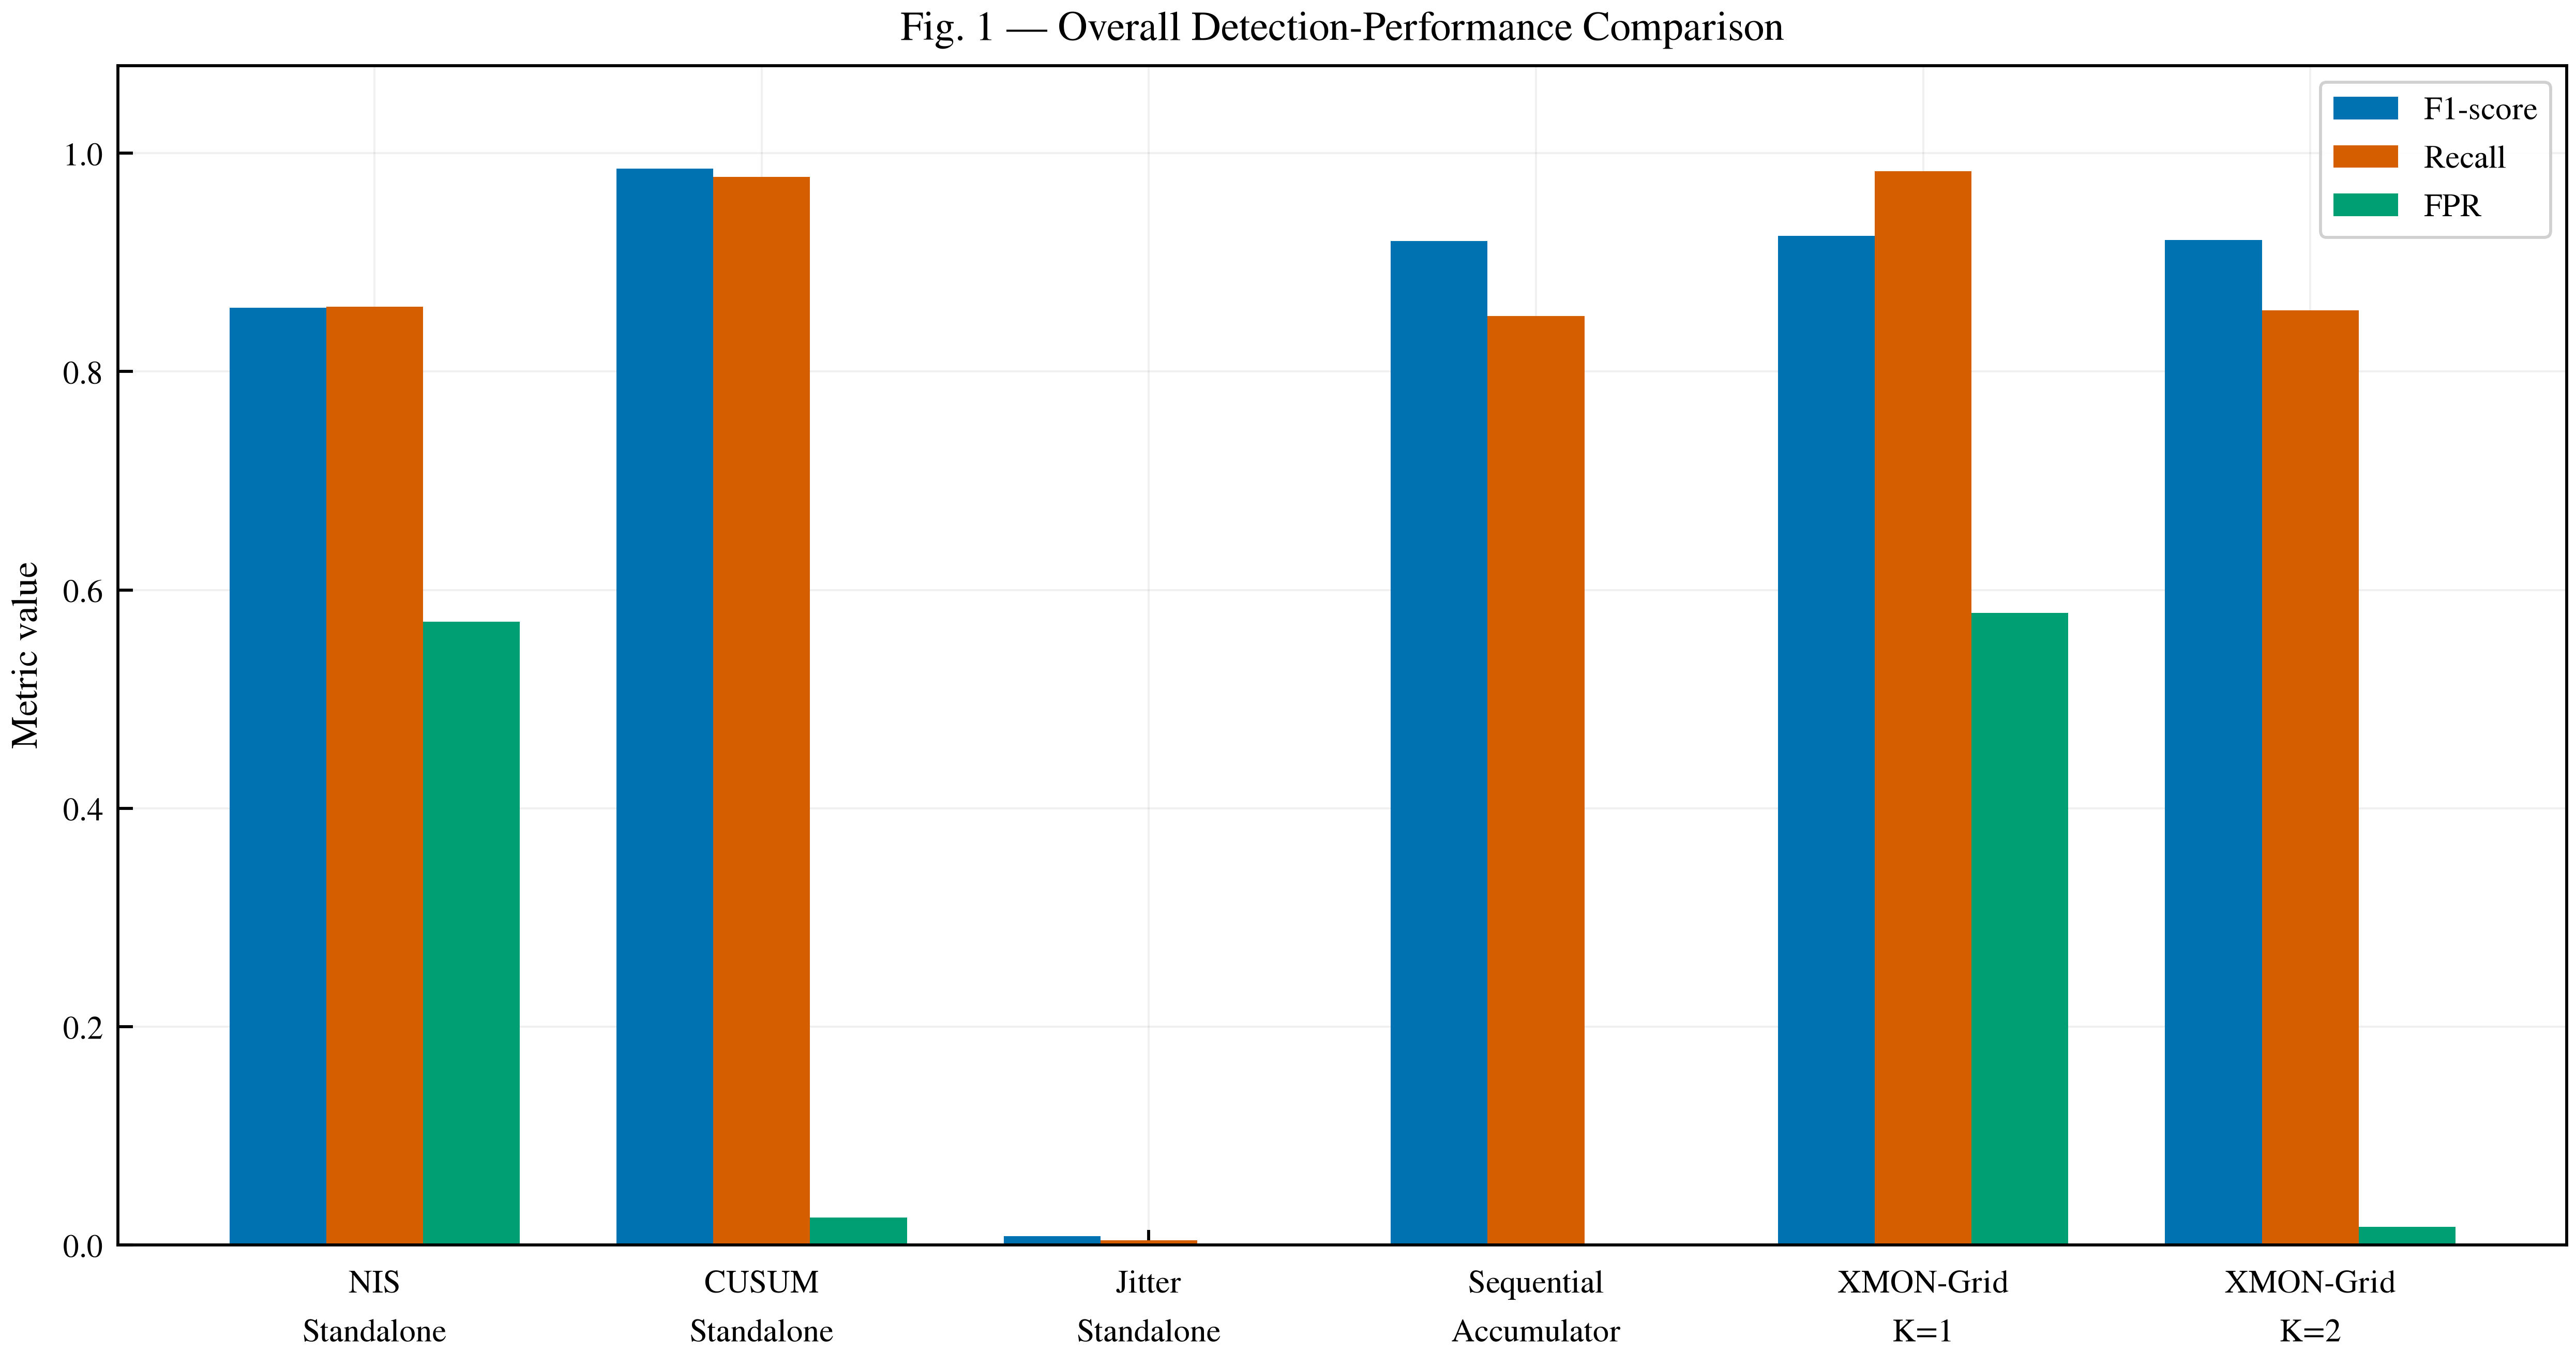 Fig. 1 — Overall Detection-Performance Comparison
F1-score
Recall
FPR
Metric value
1.0
0.8
0.6
0.4
0.2
0.0
NIS
Standalone
CUSUM
Standalone
Jitter
Standalone
Sequential
Accumulator
XMON-Grid
K=1
XMON-Grid
K=2